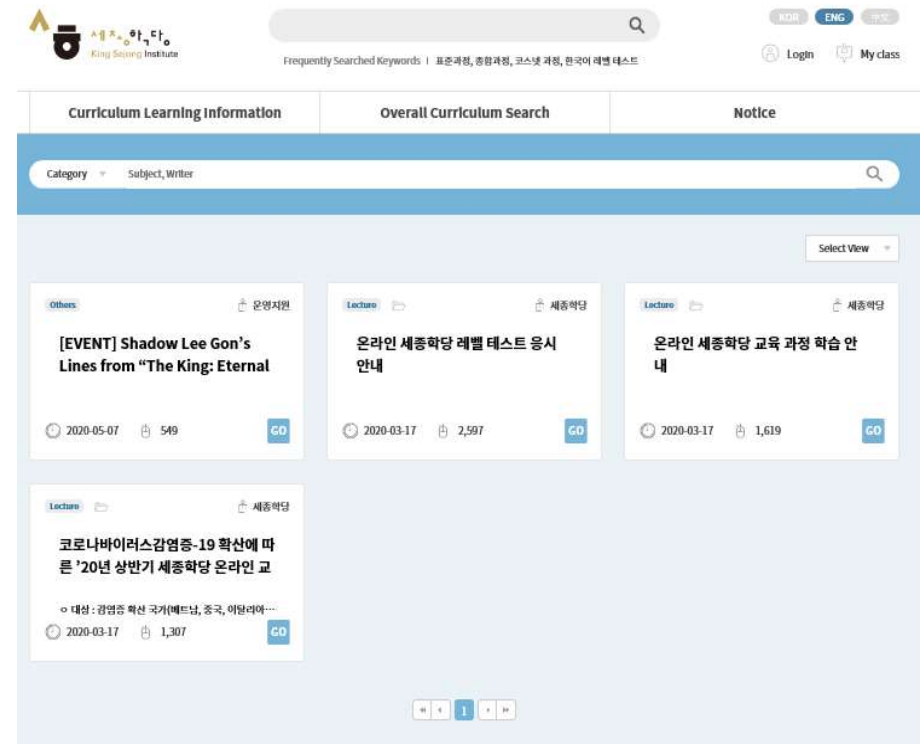 KOR ENG 中文
세종학당
King Sejong Institute
Frequently Searched Keywords | 표준과정, 종합과정, 코스넷 과정, 한국어 레벨 테스트
Login My class
Curriculum Learning Information Overall Curriculum Search Notice
Category Subject, Writer
Select View
Others 운영지원
[EVENT] Shadow Lee Gon's
Lines from “The King: Eternal
2020-05-07 549 GO
Lecture 세종학당
온라인 세종학당 레벨 테스트 응시
안내
2020-03-17 2,597 GO
Lecture 세종학당
온라인 세종학당 교육 과정 학습 안
내
2020-03-17 1,619 GO
Lecture 세종학당
코로나바이러스감염증-19 확산에 따
른 ’20년 상반기 세종학당 온라인 교
ㅇ 대상 : 감염증 확산 국가(베트남, 중국, 이탈리아…
2020-03-17 1,307 GO
1